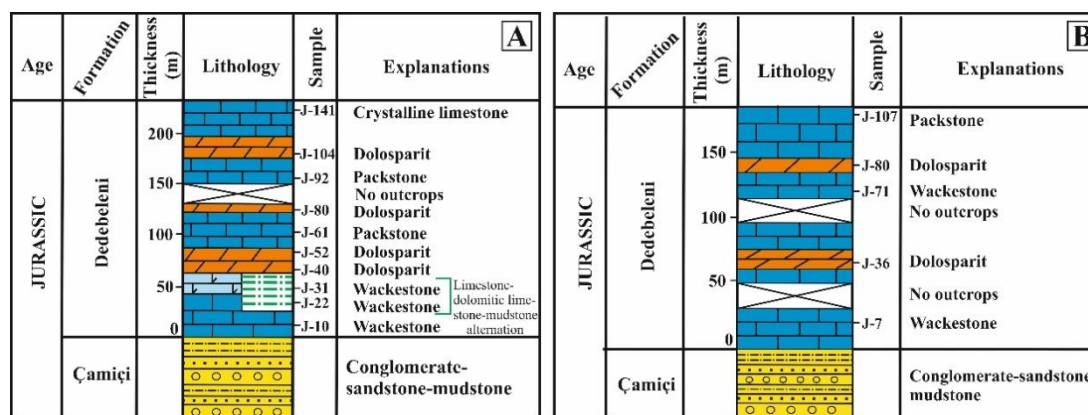 A
Age
Formation
Thickness (m)
Lithology
Sample
Explanations
JURASSIC
Dedebeleni
200
150
100
50
0
J-141
Crystalline limestone
J-104
Dolosparit
J-92
Packstone
No outcrops
J-80
Dolosparit
J-61
Packstone
J-52
Dolosparit
J-40
Dolosparit
J-31
Wackestone
J-22
Wackestone
Limestone-
dolomitic lime-
stone-mudstone
alternation
J-10
Wackestone
Çamiçi
Conglomerate-
sandstone-mudstone
B
Age
Formation
Thickness
(m)
Lithology
Sample
Explanations
JURASSIC
Dedebeleni
150
100
50
0
J-107
Packstone
J-80
Dolosparit
J-71
Wackestone
No outcrops
J-36
Dolosparit
No outcrops
J-7
Wackestone
Çamiçi
Conglomerate-sandstone
mudstone